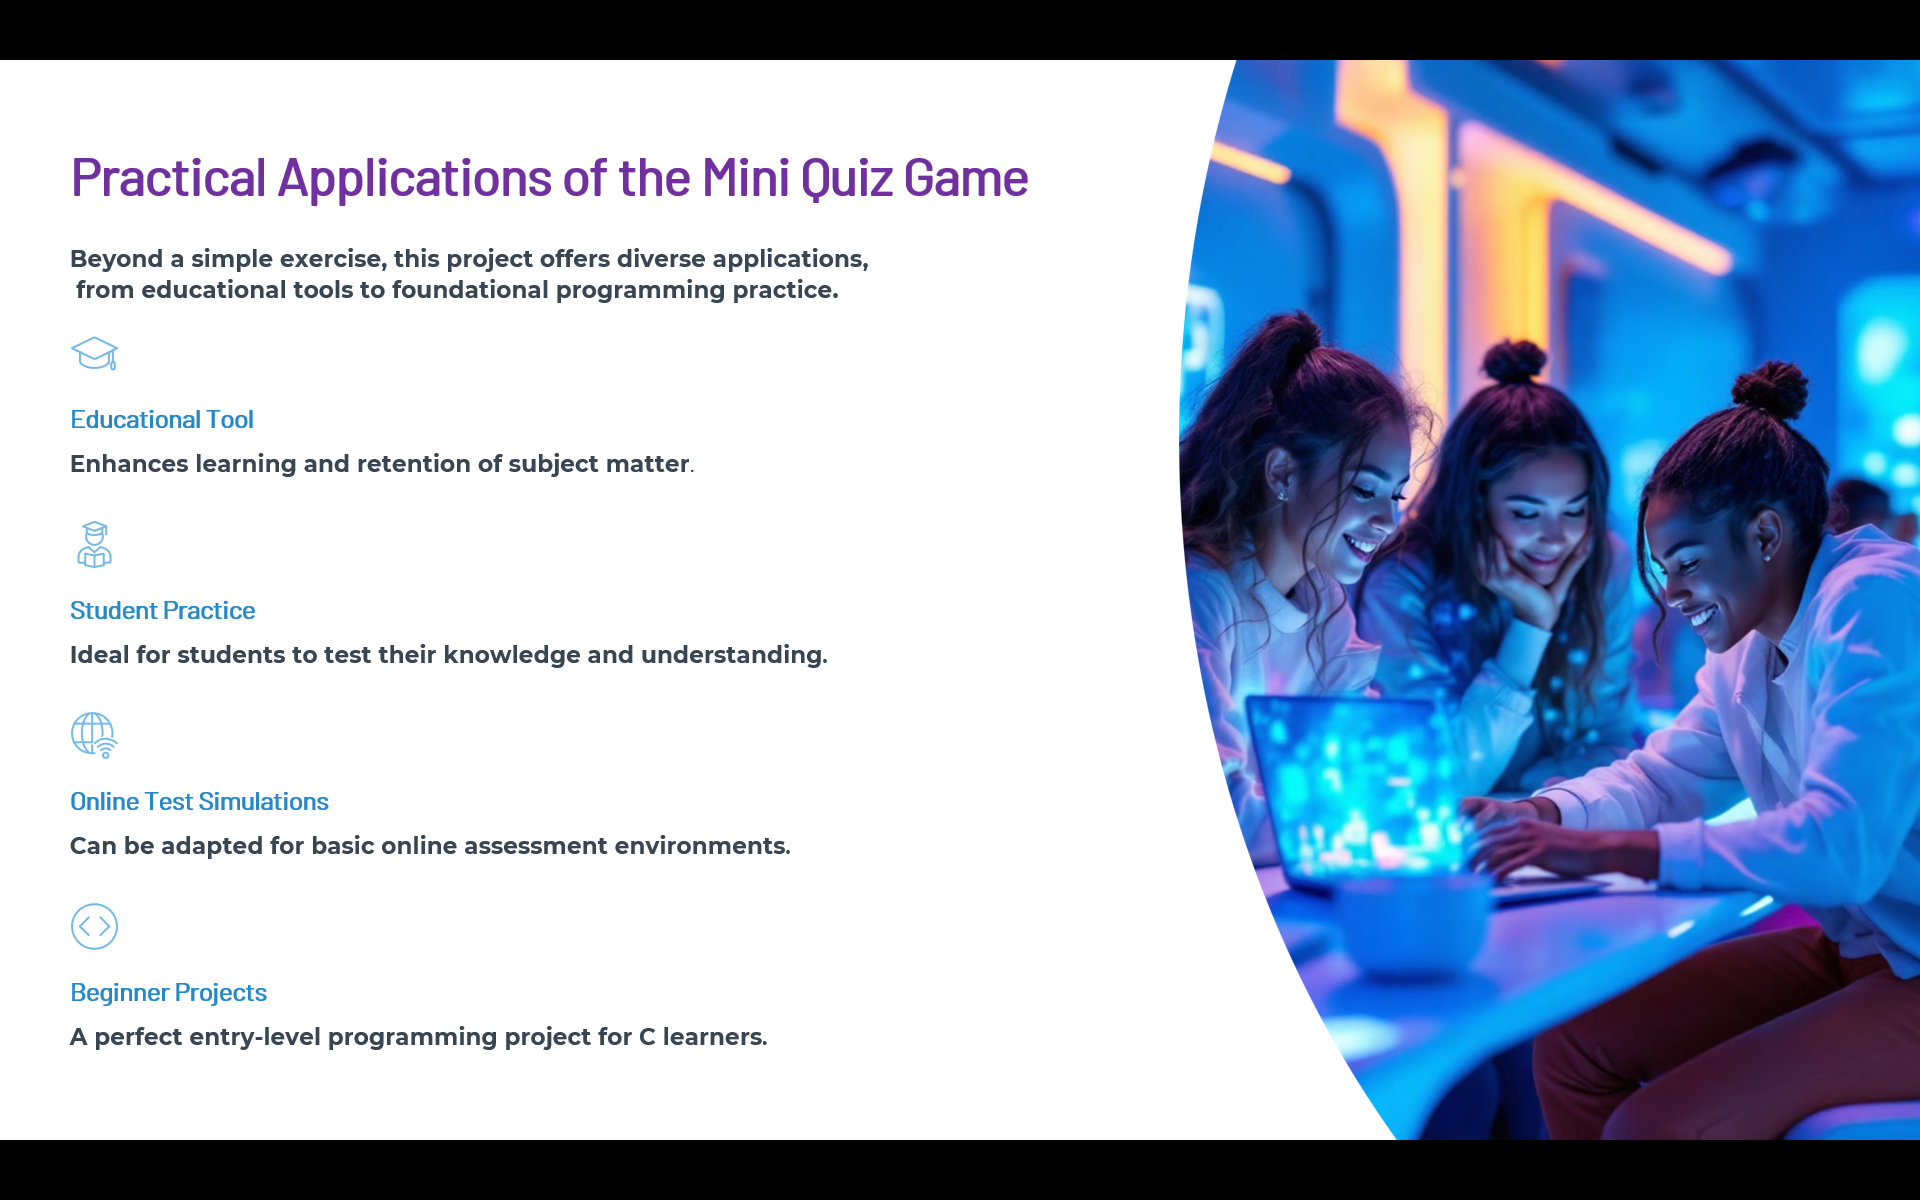 Practical Applications of the Mini Quiz Game
Beyond a simple exercise, this project offers diverse applications,
from educational tools to foundational programming practice.
Educational Tool
Enhances learning and retention of subject matter.
Student Practice
Ideal for students to test their knowledge and understanding.
Online Test Simulations
Can be adapted for basic online assessment environments.
Beginner Projects
A perfect entry-level programming project for C learners.